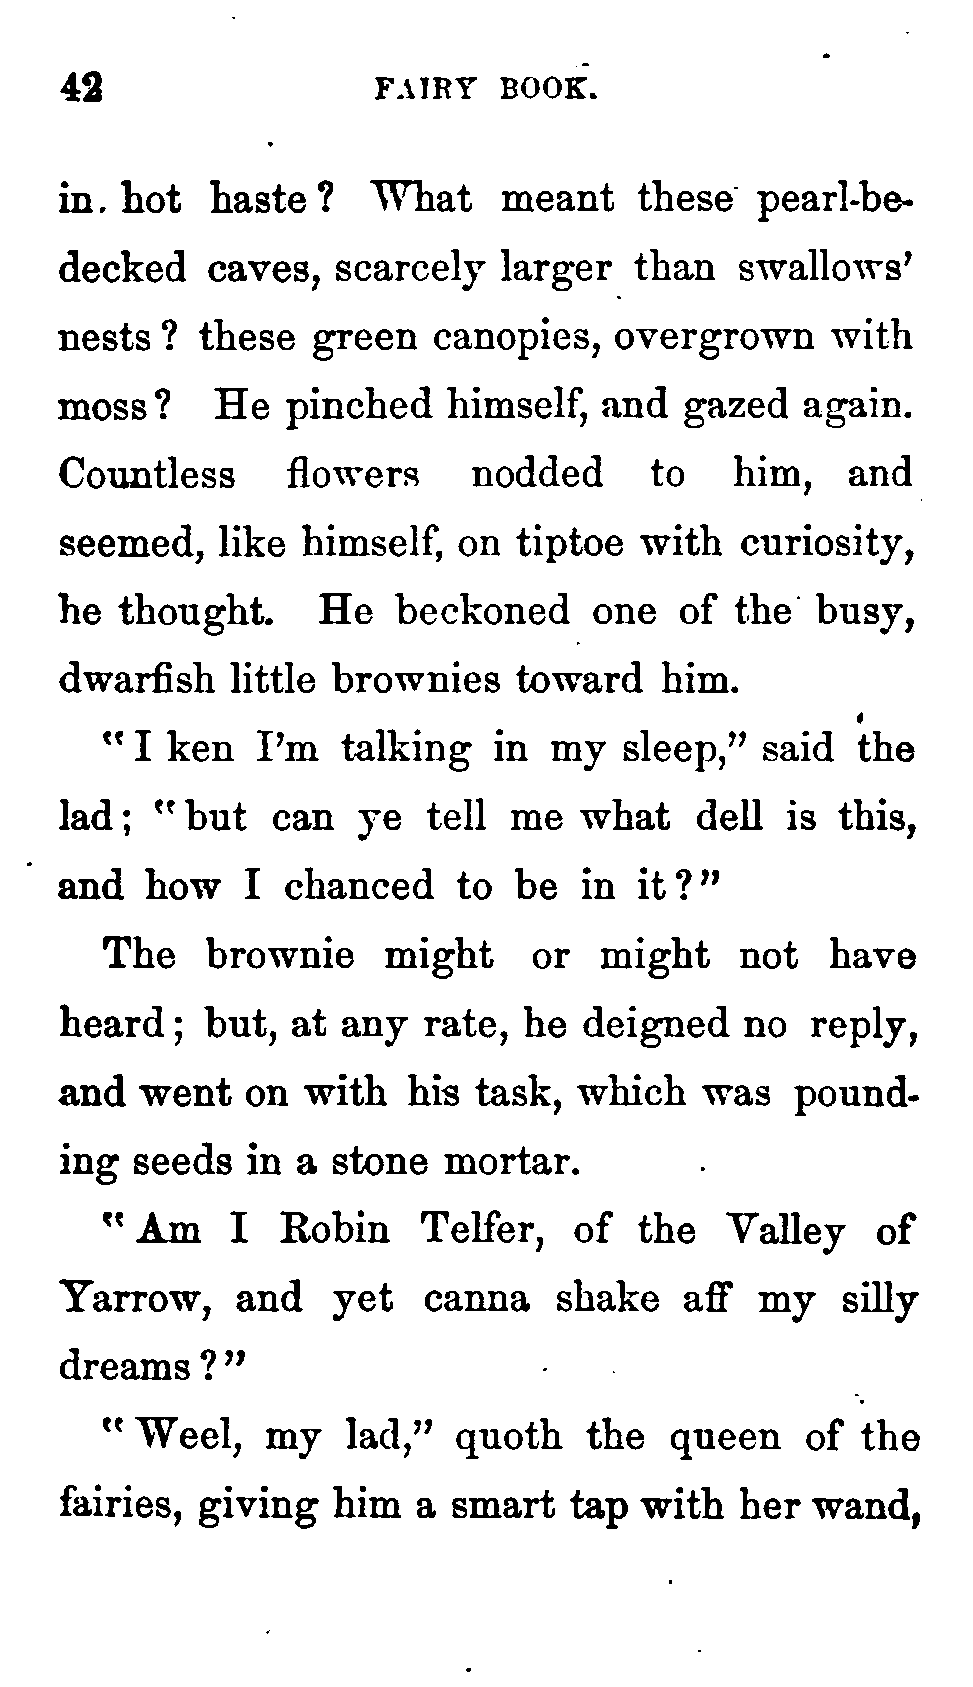 42 FAIRY BOOK.
in hot haste? What meant these pearl-be-
decked caves, scarcely larger than swallows'
nests? these green canopies, overgrown with
moss? He pinched himself, and gazed again.
Countless flowers nodded to him, and
seemed, like himself, on tiptoe with curiosity,
he thought. He beckoned one of the busy,
dwarfish little brownies toward him.
"I ken I'm talking in my sleep," said the
lad; "but can ye tell me what dell is this,
and how I chanced to be in it?"
The brownie might or might not have
heard; but, at any rate, he deigned no reply,
and went on with his task, which was pound-
ing seeds in a stone mortar.
"Am I Robin Telfer, of the Valley of
Yarrow, and yet canna shake aff my silly
dreams?"
"Weel, my lad," quoth the queen of the
fairies, giving him a smart tap with her wand,